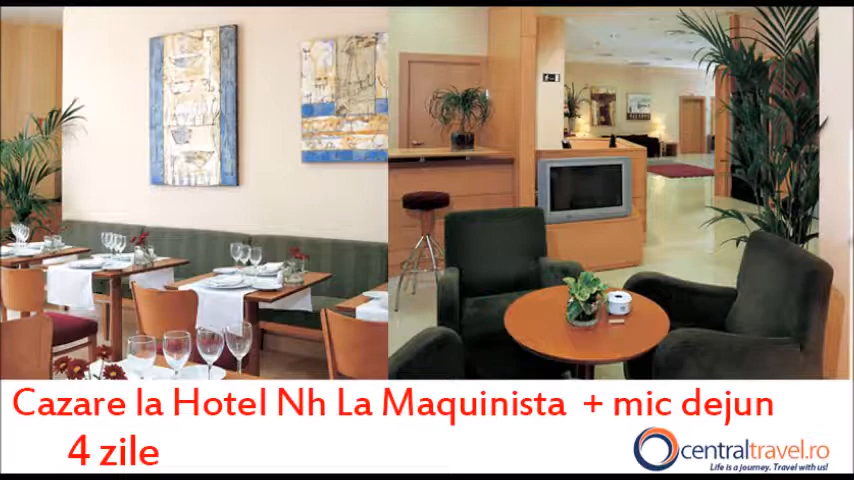 Cazare la Hotel Nh La Maquinista + mic dejun
4 zile
centraltravel.ro
Life is a journey. Travel with us!